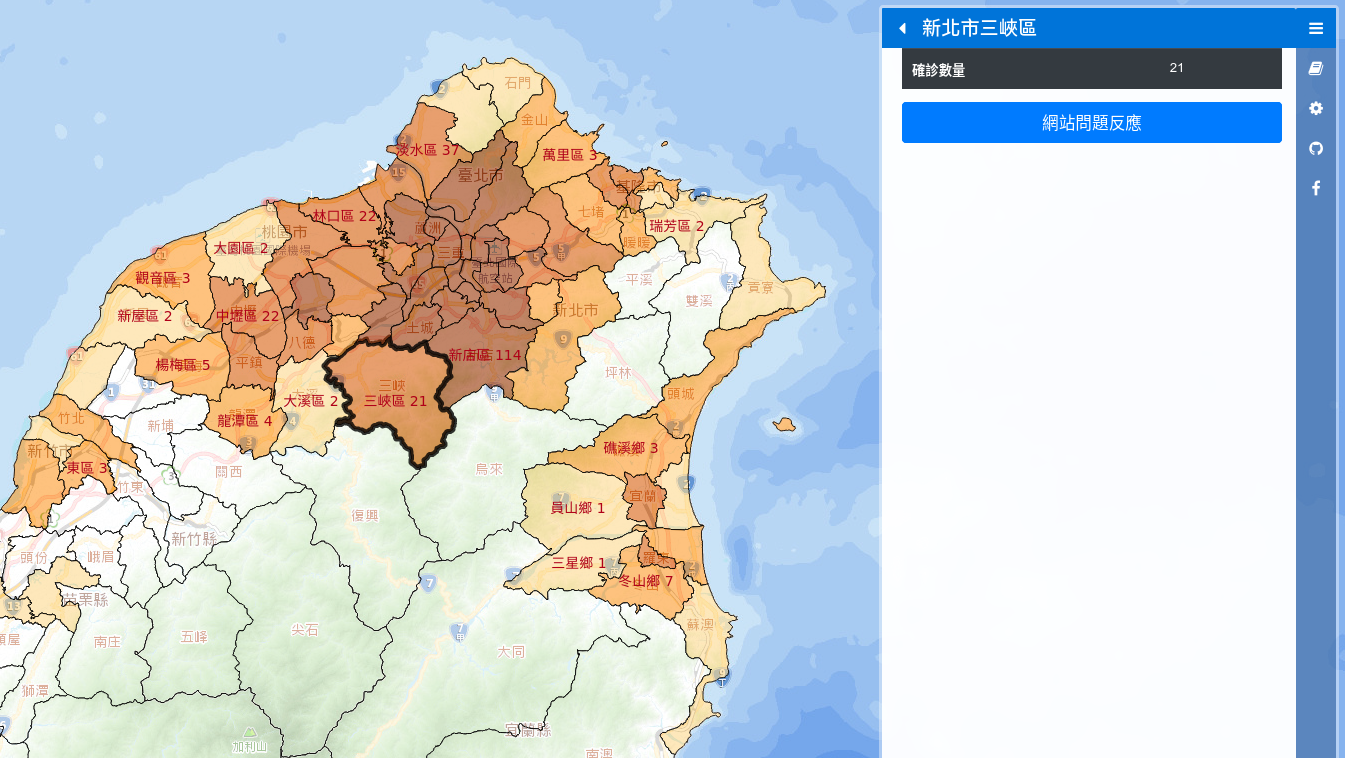 新北市三峽區
確診數量 21
網站問題反應
石門
金山
淡水區 37
萬里區 3
臺北市
基隆市
七堵
暖暖
瑞芳區 2
林口區 22
蘆洲
三重
桃園市
大園區 2
觀音區 3
新屋區 2
中壢區 22
平溪
雙溪
貢寮
新北市
土城
八德
平鎮
新店區 114
楊梅區 5
三峽
三峽區 21
坪林
頭城
大溪區 2
龍潭區 4
竹北
新埔
新竹市
東區 3
竹東
關西
烏來
礁溪鄉 3
宜蘭
員山鄉 1
復興
新竹縣
頭份
峨眉
三星鄉 1
羅東
冬山鄉 7
苗栗縣
蘇澳
南庄
五峰
尖石
大同
獅潭
宜蘭縣
加利山
南澳